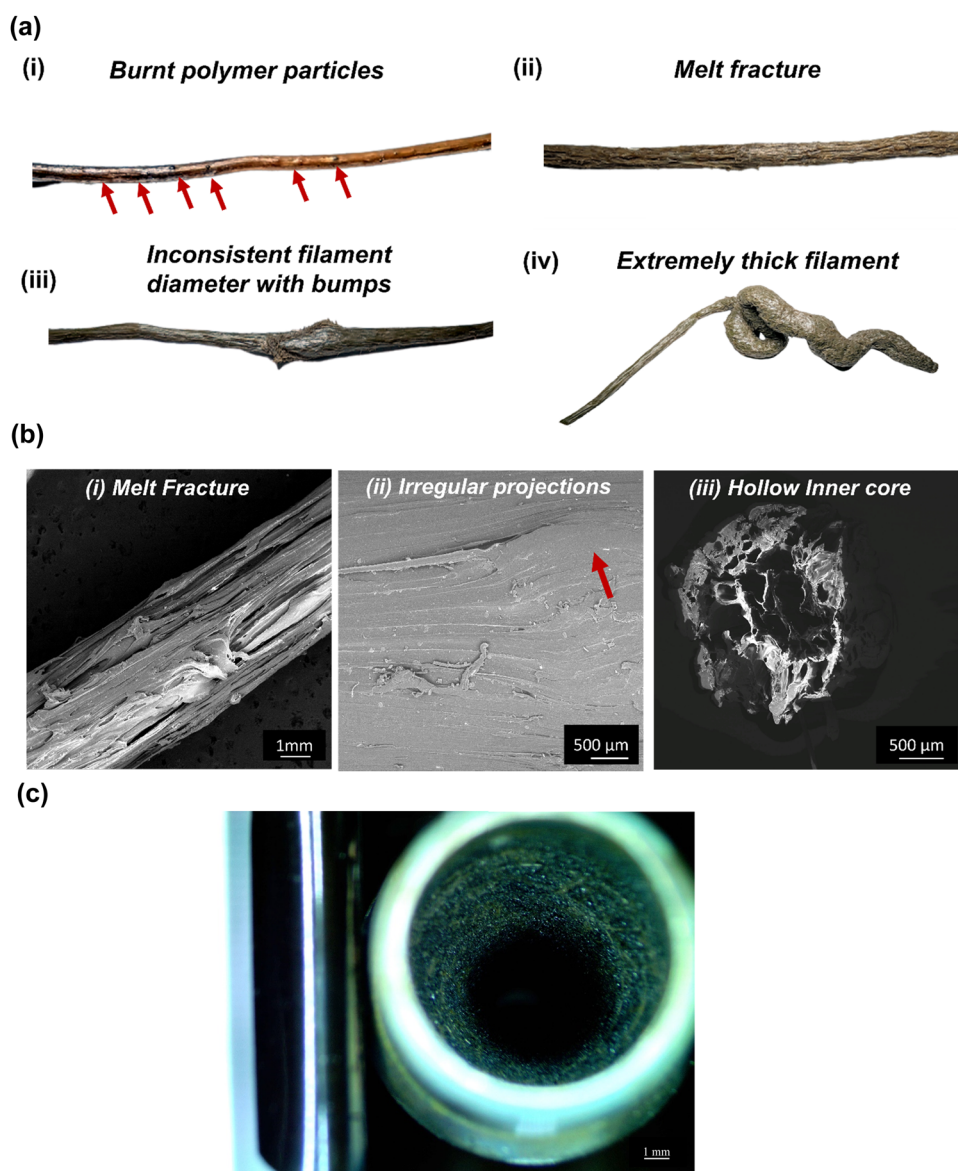 (a)
(i)
Burnt polymer particles
(ii)
Melt fracture
(iii)
Inconsistent filament
diameter with bumps
(iv)
Extremely thick filament
(b)
(i) Melt Fracture
1mm
(ii) Irregular projections
500 µm
(iii) Hollow Inner core
500 µm
(c)
1 mm